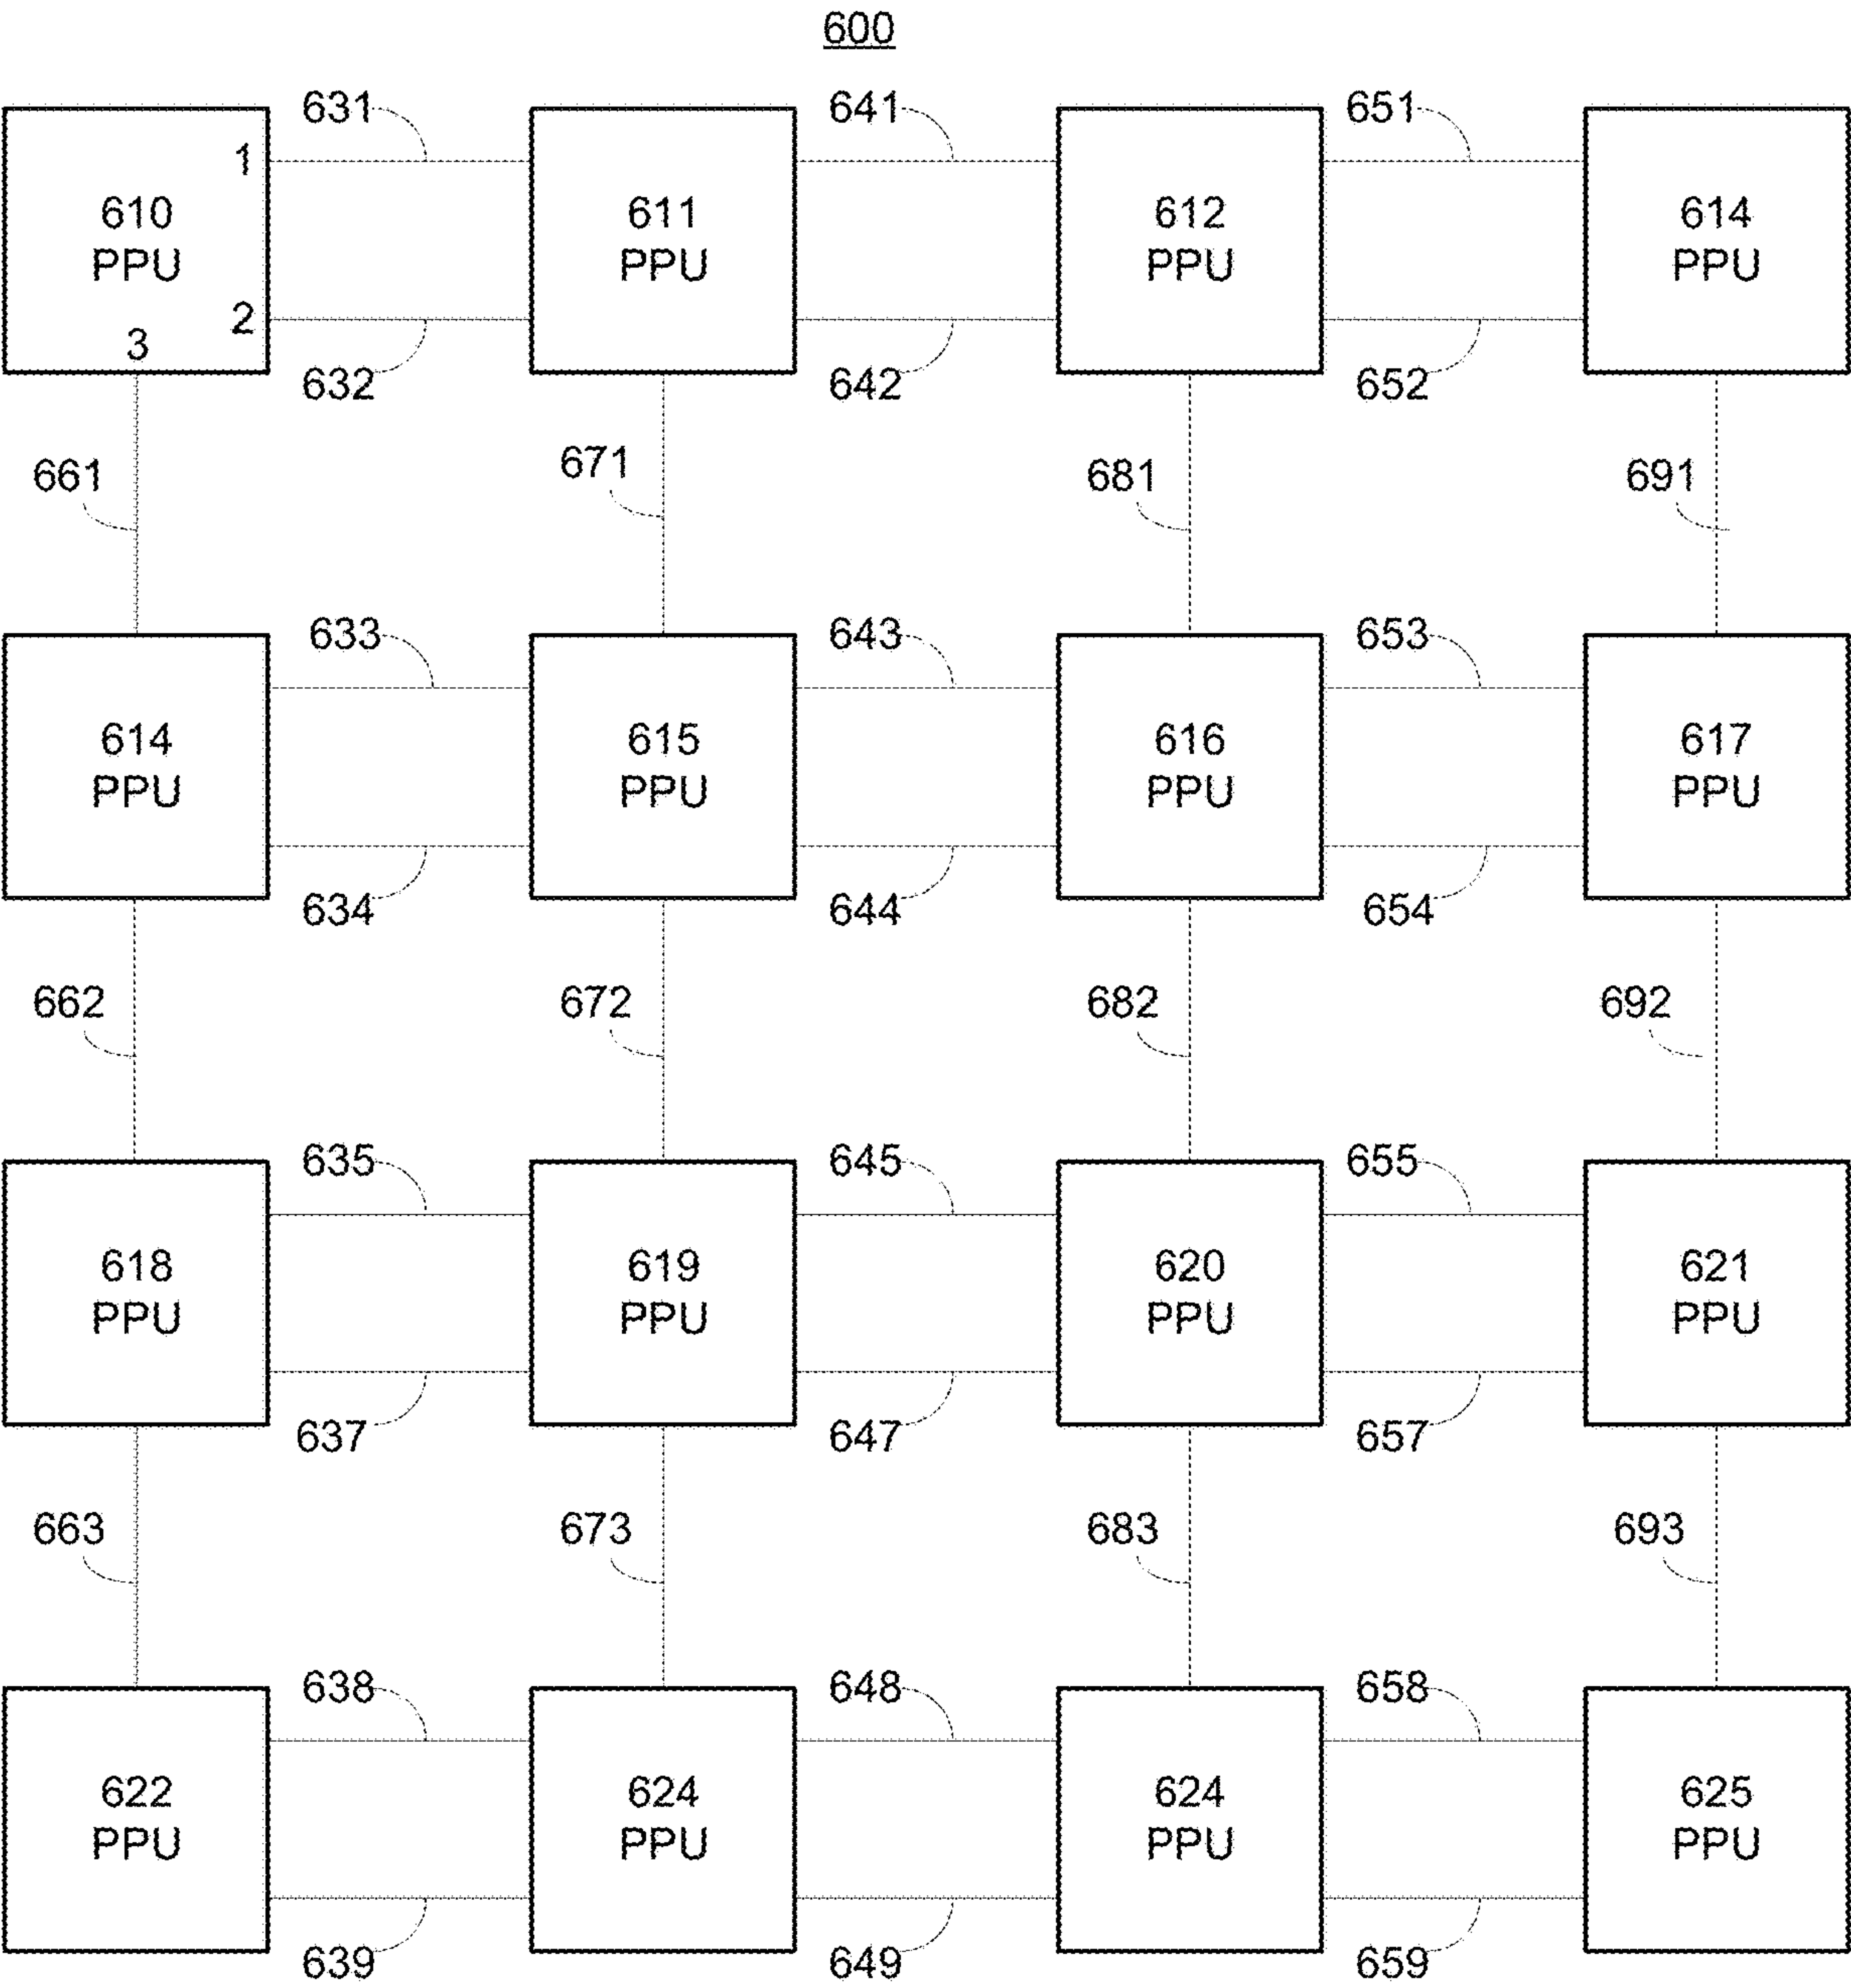 600
631 641 651
1
610 611 612 614
PPU PPU PPU PPU
2
3
632 642 652
661 671 681 691
633 643 653
614 615 616 617
PPU PPU PPU PPU
634 644 654
662 672 682 692
635 645 655
618 619 620 621
PPU PPU PPU PPU
637 647 657
663 673 683 693
638 648 658
622 624 624 625
PPU PPU PPU PPU
639 649 659